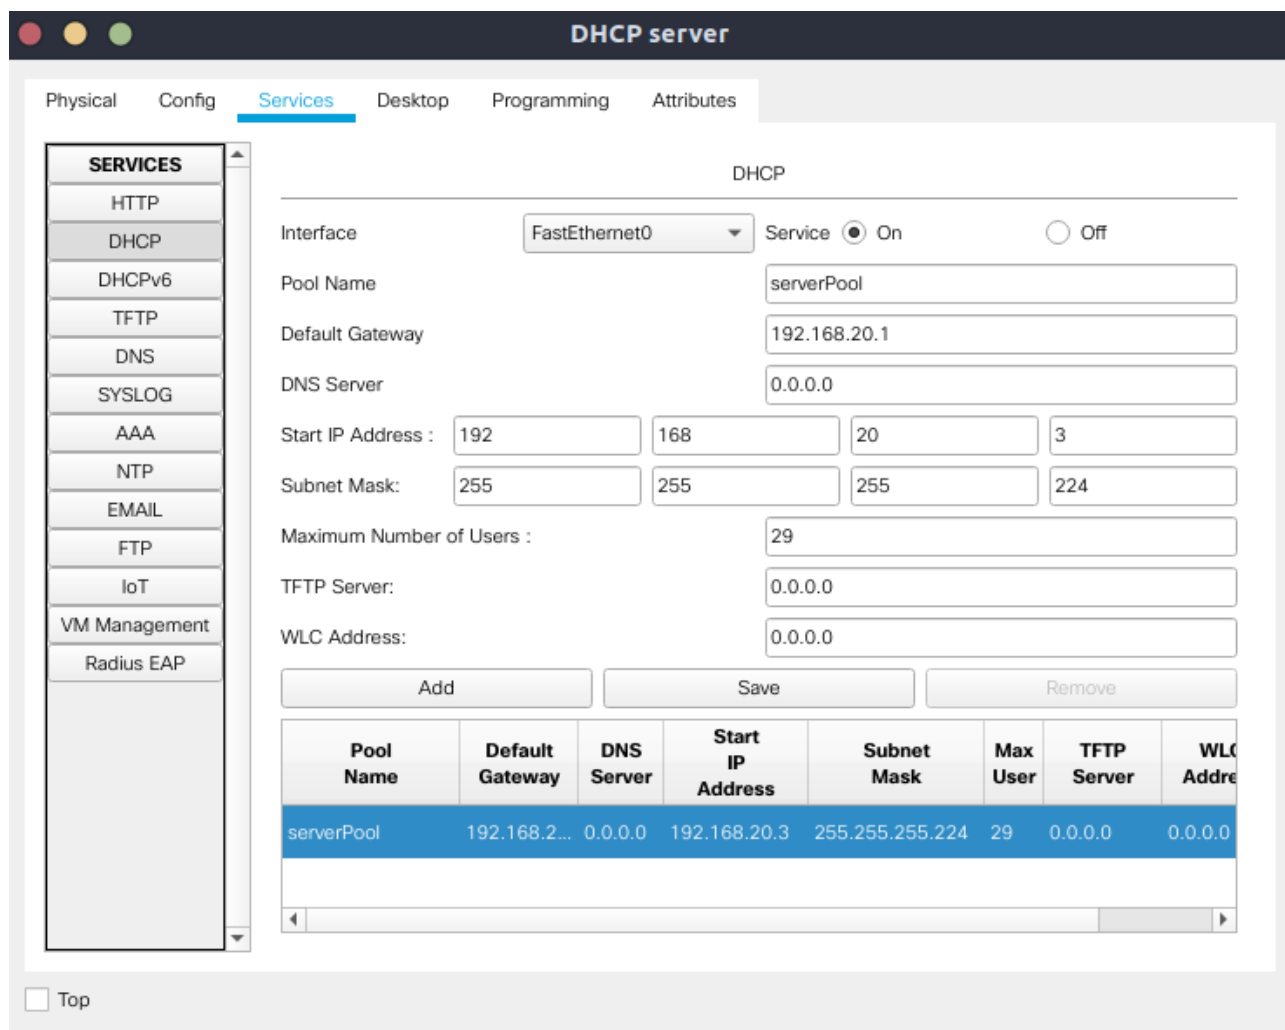 DHCP server
Physical Config Services Desktop Programming Attributes
SERVICES
HTTP
DHCP
DHCPv6
TFTP
DNS
SYSLOG
AAA
NTP
EMAIL
FTP
IoT
VM Management
Radius EAP
DHCP
Interface FastEthernet0 Service On Off
Pool Name serverPool
Default Gateway 192.168.20.1
DNS Server 0.0.0.0
Start IP Address : 192 168 20 3
Subnet Mask: 255 255 255 224
Maximum Number of Users : 29
TFTP Server: 0.0.0.0
WLC Address: 0.0.0.0
Add Save Remove
Pool Name Default Gateway DNS Server Start IP Address Subnet Mask Max User TFTP Server WLC Addre
serverPool 192.168.2... 0.0.0.0 192.168.20.3 255.255.255.224 29 0.0.0.0 0.0.0.0
Top